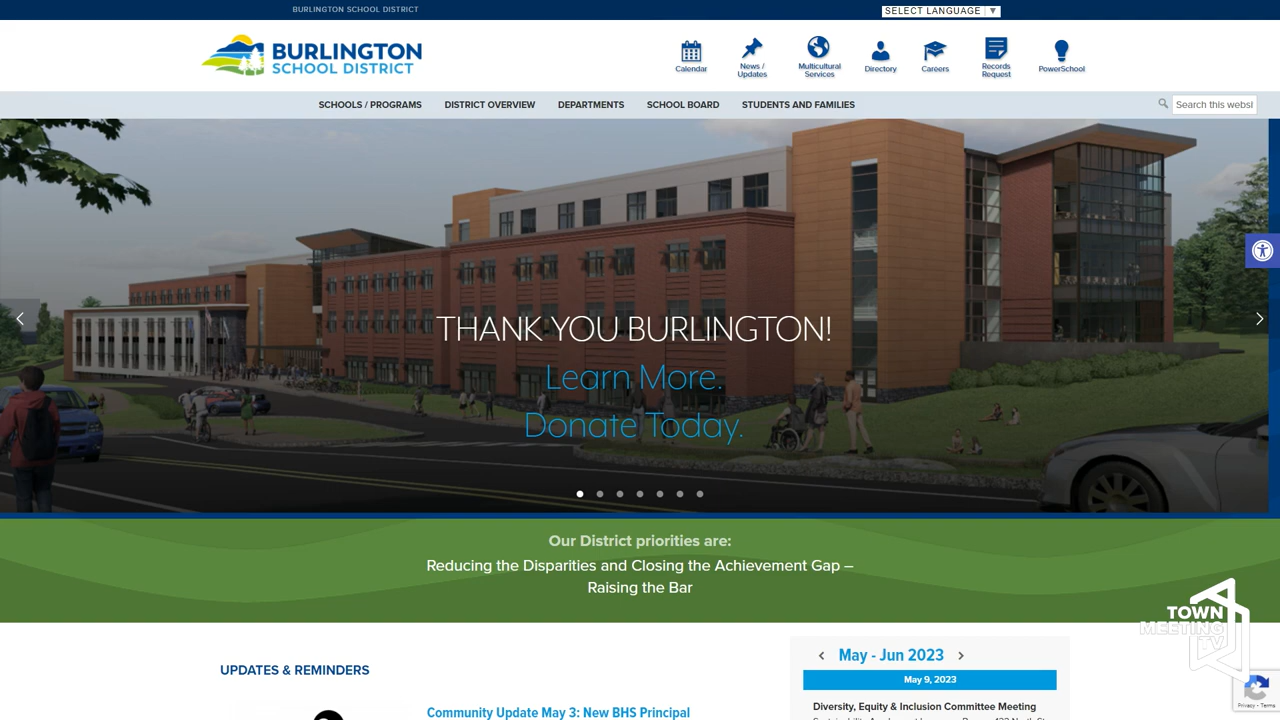 BURLINGTON SCHOOL DISTRICT
SELECT LANGUAGE ▼
BURLINGTON
SCHOOL DISTRICT
Calendar
News /
Updates
Multicultural
Services
Directory
Careers
Records
Request
PowerSchool
SCHOOLS / PROGRAMS
DISTRICT OVERVIEW
DEPARTMENTS
SCHOOL BOARD
STUDENTS AND FAMILIES
Search this websi
THANK YOU BURLINGTON!
Learn More.
Donate Today.
Our District priorities are:
Reducing the Disparities and Closing the Achievement Gap –
Raising the Bar
TOWN
MEETING
TV
UPDATES & REMINDERS
May - Jun 2023
May 9, 2023
Diversity, Equity & Inclusion Committee Meeting
Community Update May 3: New BHS Principal
Privacy - Terms